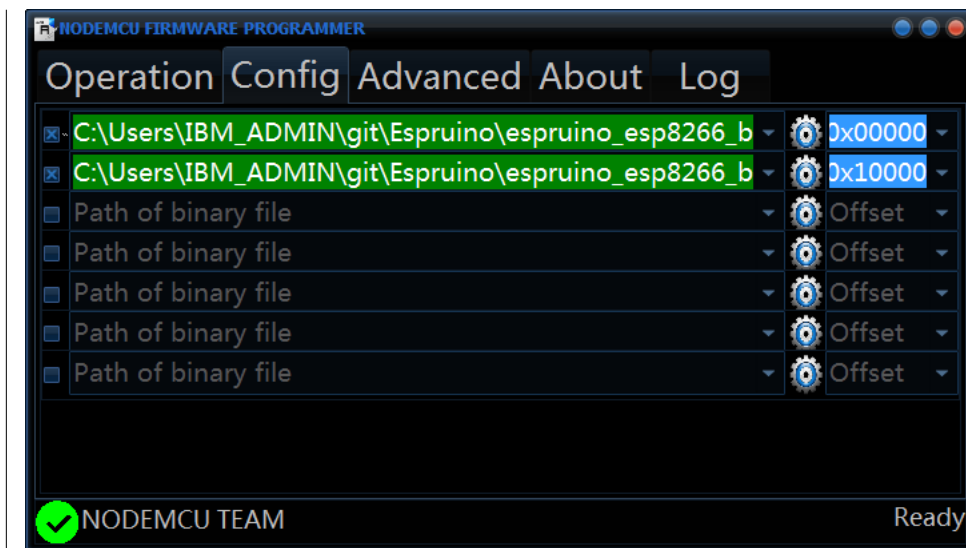 NODEMCU FIRMWARE PROGRAMMER
Operation Config Advanced About Log
C:\Users\IBM_ADMIN\git\Espruino\espruino_esp8266_b 0x00000
C:\Users\IBM_ADMIN\git\Espruino\espruino_esp8266_b 0x10000
Path of binary file Offset
Path of binary file Offset
Path of binary file Offset
Path of binary file Offset
Path of binary file Offset
NODEMCU TEAM Ready